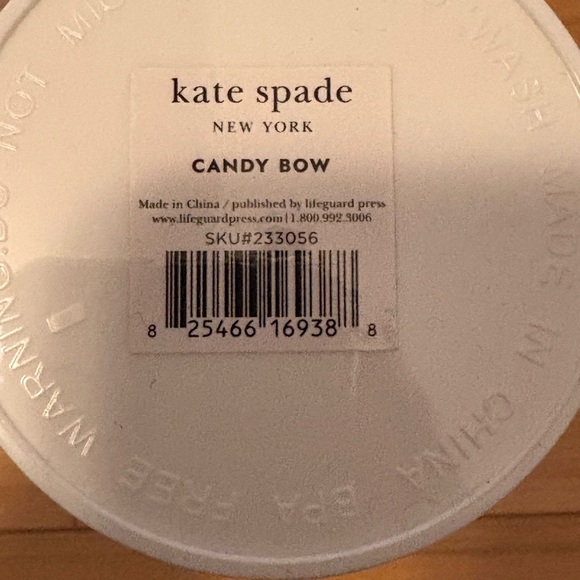 kate spade
NEW YORK
CANDY BOW
Made in China / published by lifeguard press
www.lifeguardpress.com | 1.800.992.3006
SKU#233056
8 25466 16938 8
WARNING:DO NOT
WASH MADE IN CHINA BPA FREE